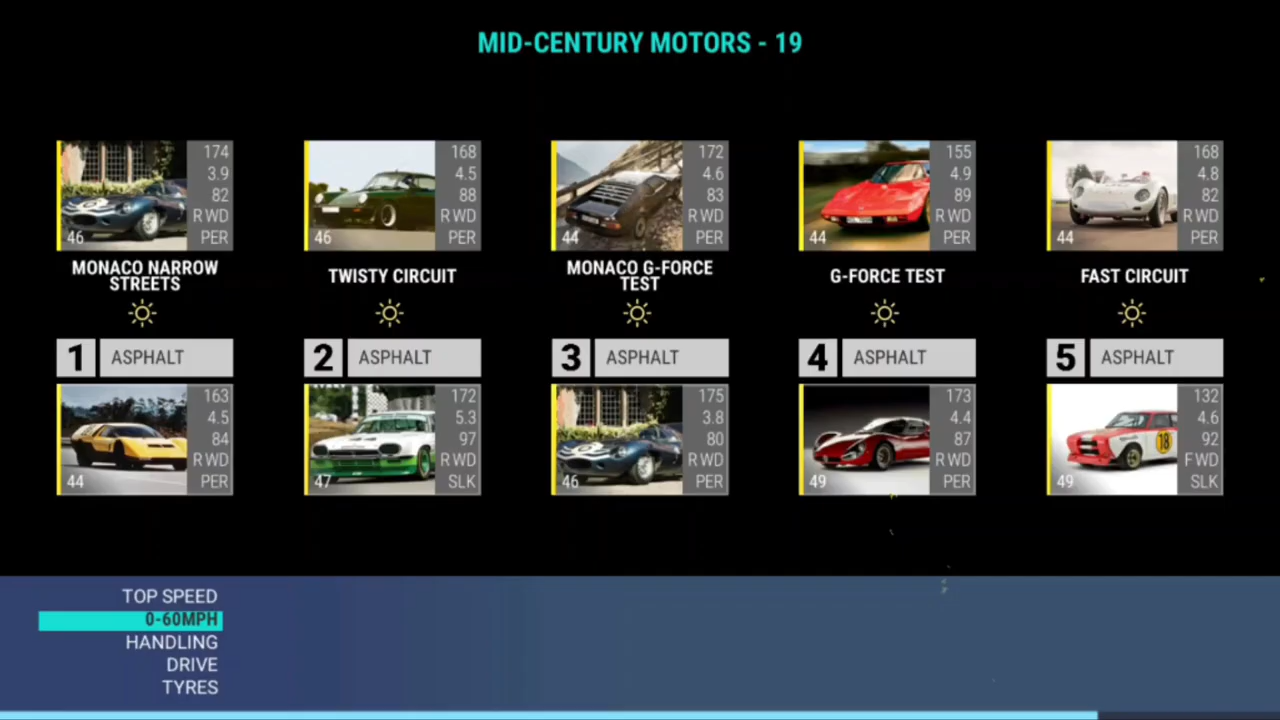 MID-CENTURY MOTORS - 19
174
3.9
82
RWD
PER
46
168
4.5
88
RWD
PER
46
172
4.6
83
RWD
PER
44
155
4.9
89
RWD
PER
44
168
4.8
82
RWD
PER
44
MONACO NARROW
STREETS
TWISTY CIRCUIT
MONACO G-FORCE
TEST
G-FORCE TEST
FAST CIRCUIT
1 ASPHALT
2 ASPHALT
3 ASPHALT
4 ASPHALT
5 ASPHALT
163
4.5
84
RWD
PER
44
172
5.3
97
RWD
SLK
47
175
3.8
80
RWD
PER
46
173
4.4
87
RWD
PER
49
132
4.6
92
FWD
SLK
49
18
TOP SPEED
0-60MPH
HANDLING
DRIVE
TYRES